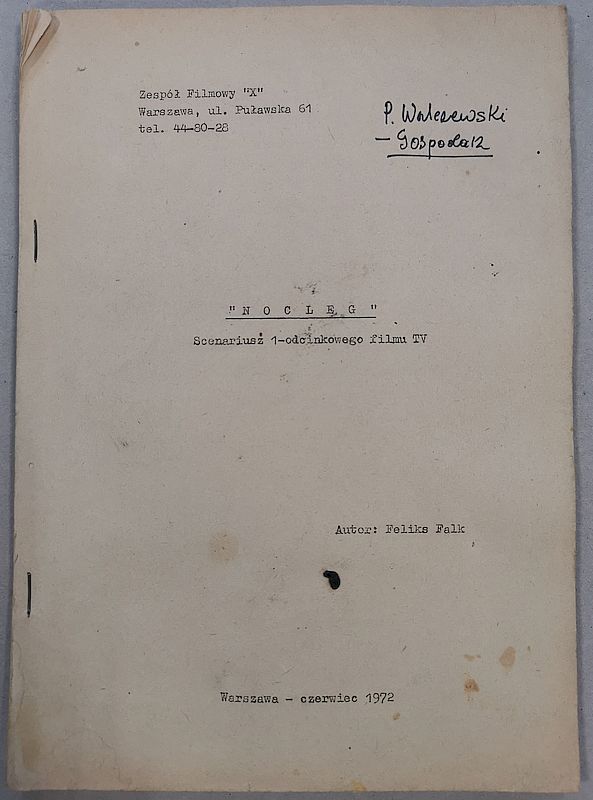 Zespół Filmowy "X"
Warszawa, ul. Puławska 61
tel. 44-80-28
P. Walczewski
- Gospodarz
"N O C L E G"
Scenariusz 1-odcinkowego filmu TV
Autor: Feliks Falk
Warszawa - czerwiec 1972